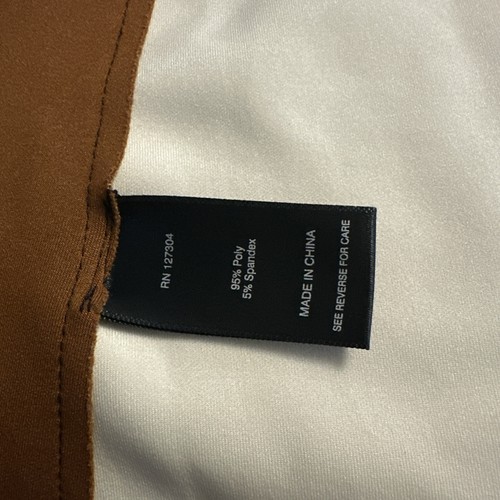 RN 127304
95% Poly
5% Spandex
MADE IN CHINA
SEE REVERSE FOR CARE